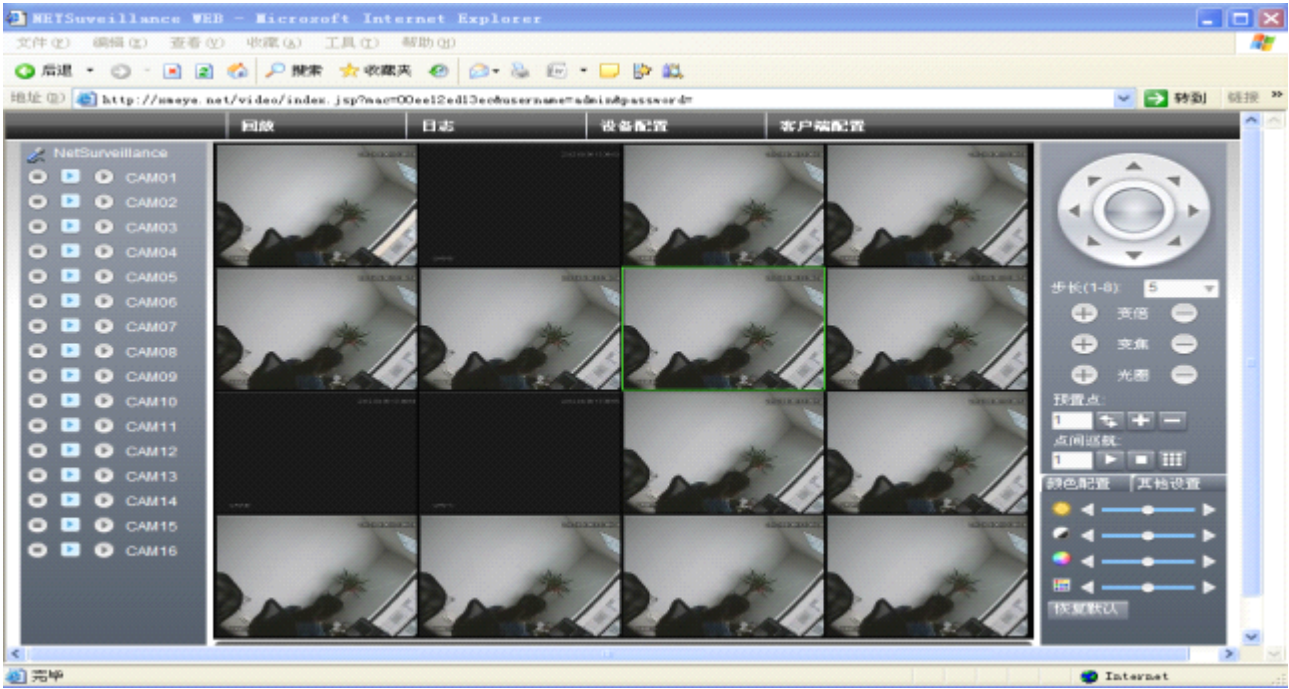 NETSuveillance WEB - Microsoft Internet Explorer
文件(F) 编辑(E) 查看(V) 收藏(A) 工具(T) 帮助(H)
后退 搜索 收藏夹
地址(D) http://xmeye.net/video/index.jsp?mac=00ee12ed13ec&username=admin&password= 转到 链接 »
回放 日志 设备配置 客户端配置
NetSurveillance
CAM01
CAM02
CAM03
CAM04
CAM05
CAM06
CAM07
CAM08
CAM09
CAM10
CAM11
CAM12
CAM13
CAM14
CAM15
CAM16
步长(1-8): 5
变倍
变焦
光圈
预置点:
1
点间巡航:
1
颜色配置 其他设置
恢复默认
完毕 Internet